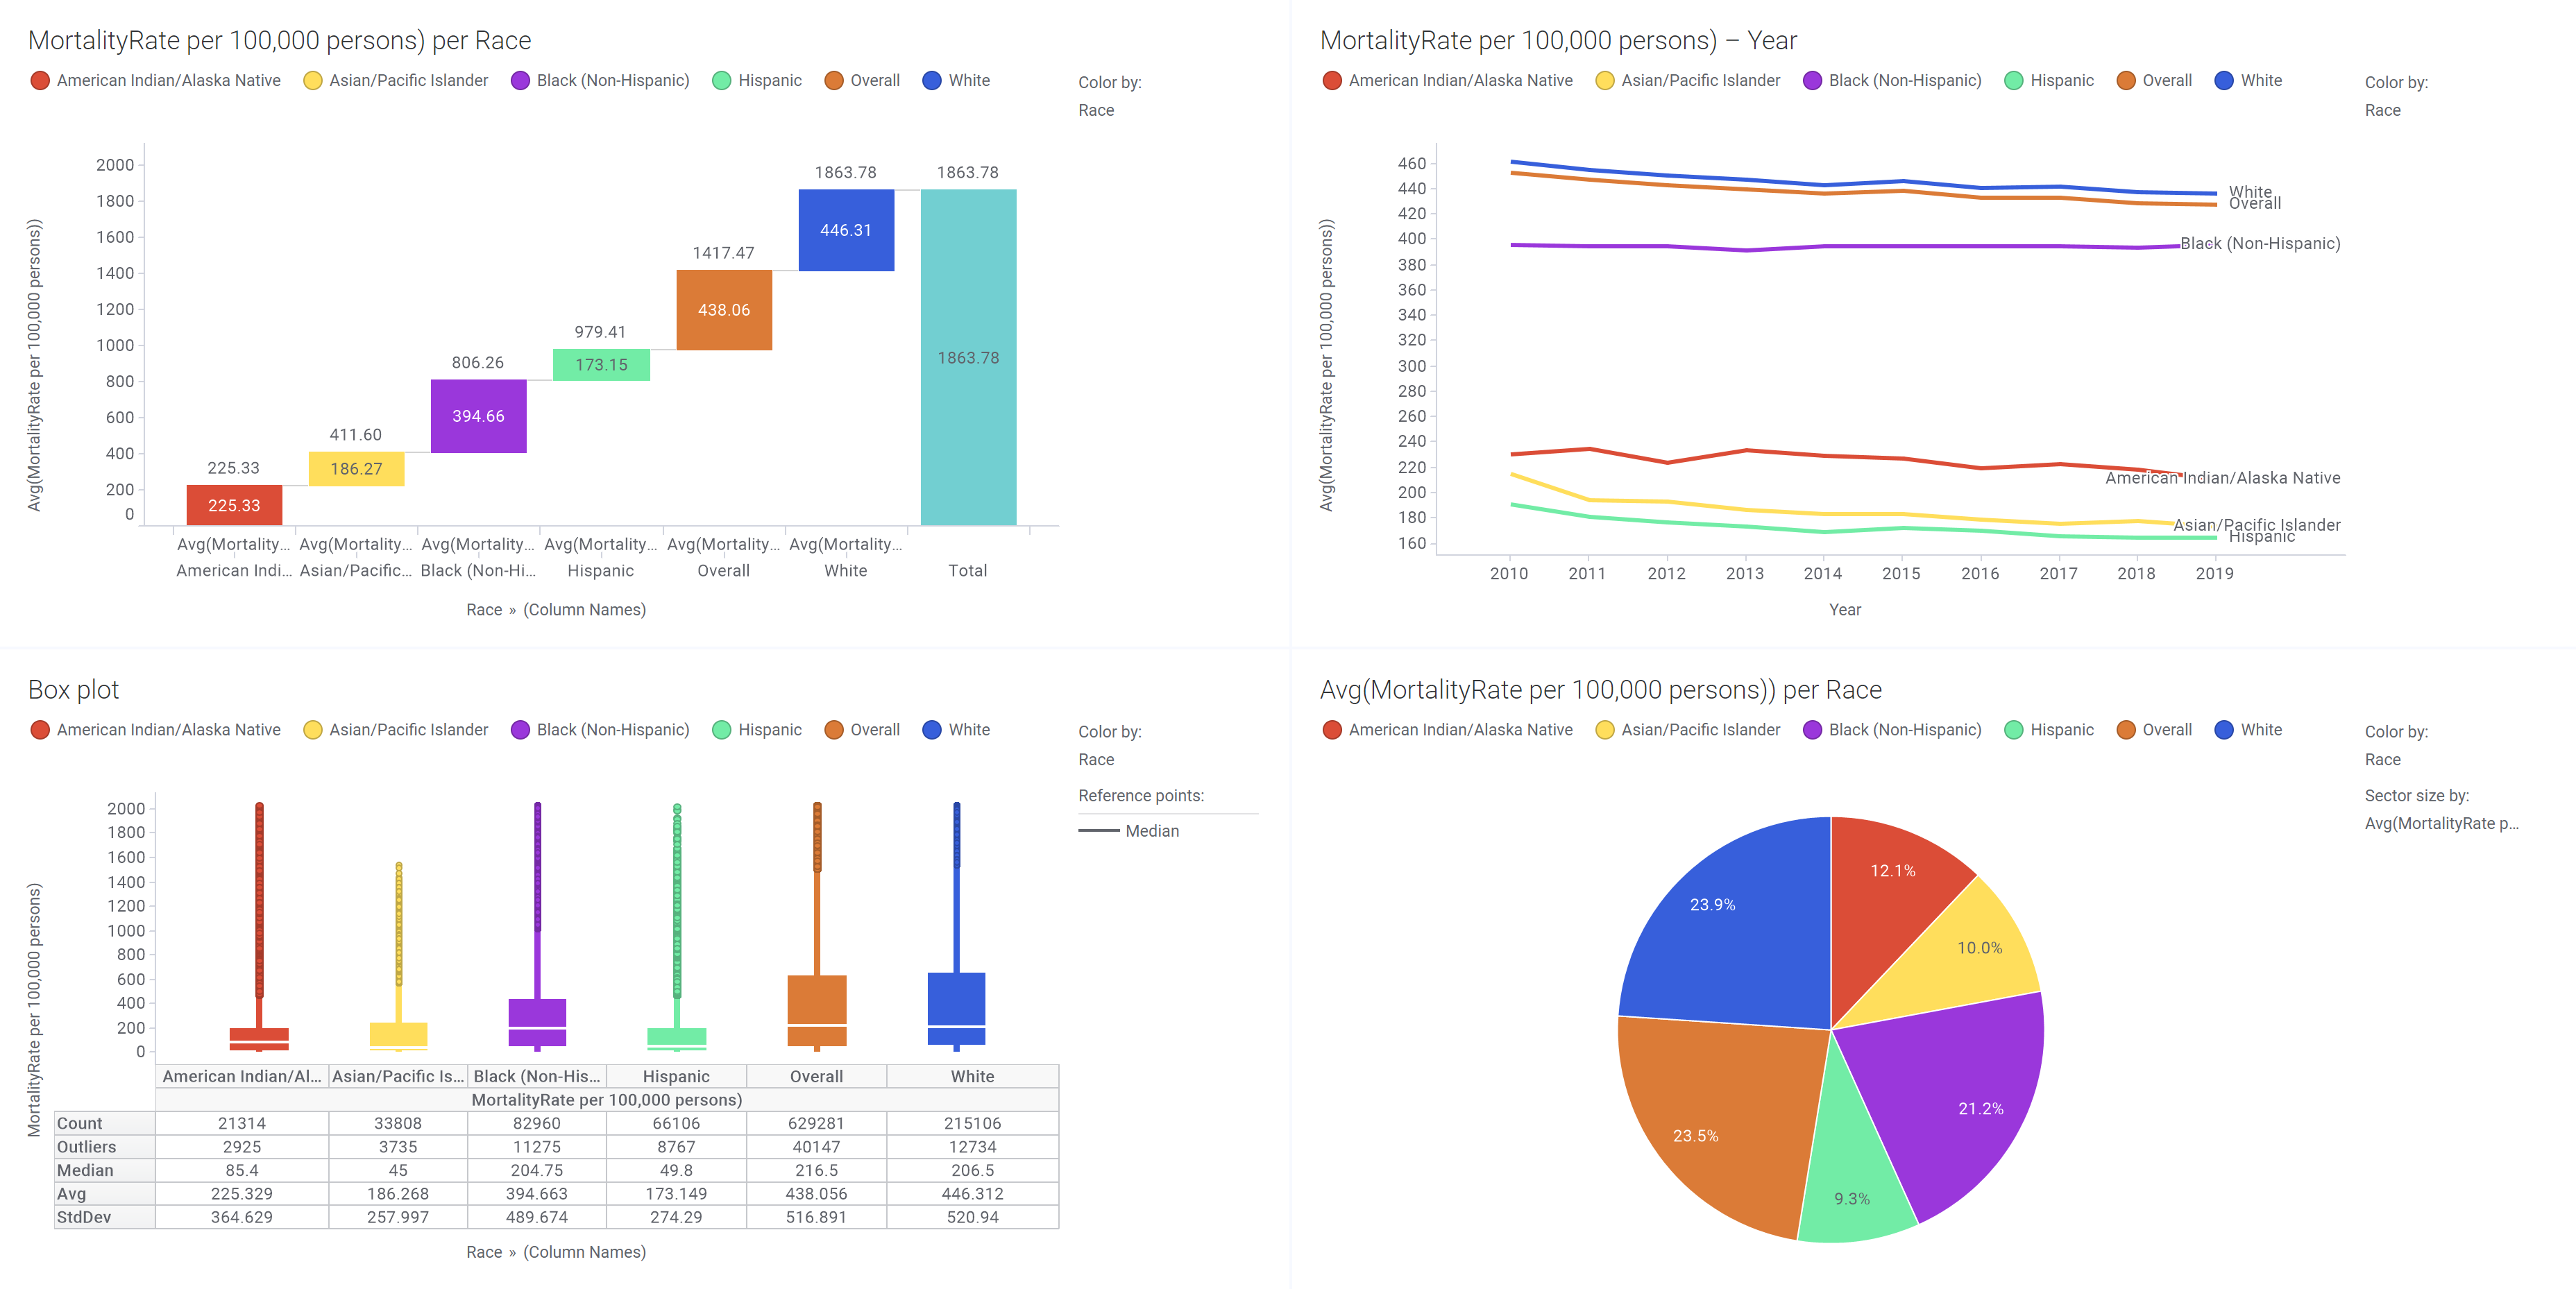 MortalityRate per 100,000 persons) per Race
American Indian/Alaska Native Asian/Pacific Islander Black (Non-Hispanic) Hispanic Overall White
Color by:
Race
Avg(MortalityRate per 100,000 persons))
2000
1800
1600
1400
1200
1000
800
600
400
200
0
225.33
225.33
411.60
186.27
806.26
394.66
979.41
173.15
1417.47
438.06
1863.78
446.31
1863.78
1863.78
Avg(Mortality... Avg(Mortality... Avg(Mortality... Avg(Mortality... Avg(Mortality... Avg(Mortality...
American Indi... Asian/Pacific... Black (Non-Hi... Hispanic Overall White Total
Race » (Column Names)
MortalityRate per 100,000 persons) – Year
American Indian/Alaska Native Asian/Pacific Islander Black (Non-Hispanic) Hispanic Overall White
Color by:
Race
Avg(MortalityRate per 100,000 persons))
460
440
420
400
380
360
340
320
300
280
260
240
220
200
180
160
White
Overall
Black (Non-Hispanic)
American Indian/Alaska Native
Asian/Pacific Islander
Hispanic
2010 2011 2012 2013 2014 2015 2016 2017 2018 2019
Year
Box plot
American Indian/Alaska Native Asian/Pacific Islander Black (Non-Hispanic) Hispanic Overall White
Color by:
Race
Reference points:
Median
MortalityRate per 100,000 persons)
2000
1800
1600
1400
1200
1000
800
600
400
200
0
American Indian/Al... Asian/Pacific Is... Black (Non-His... Hispanic Overall White
MortalityRate per 100,000 persons)
Count 21314 33808 82960 66106 629281 215106
Outliers 2925 3735 11275 8767 40147 12734
Median 85.4 45 204.75 49.8 216.5 206.5
Avg 225.329 186.268 394.663 173.149 438.056 446.312
StdDev 364.629 257.997 489.674 274.29 516.891 520.94
Race » (Column Names)
Avg(MortalityRate per 100,000 persons)) per Race
American Indian/Alaska Native Asian/Pacific Islander Black (Non-Hispanic) Hispanic Overall White
Color by:
Race
Sector size by:
Avg(MortalityRate p...
12.1%
10.0%
21.2%
9.3%
23.5%
23.9%